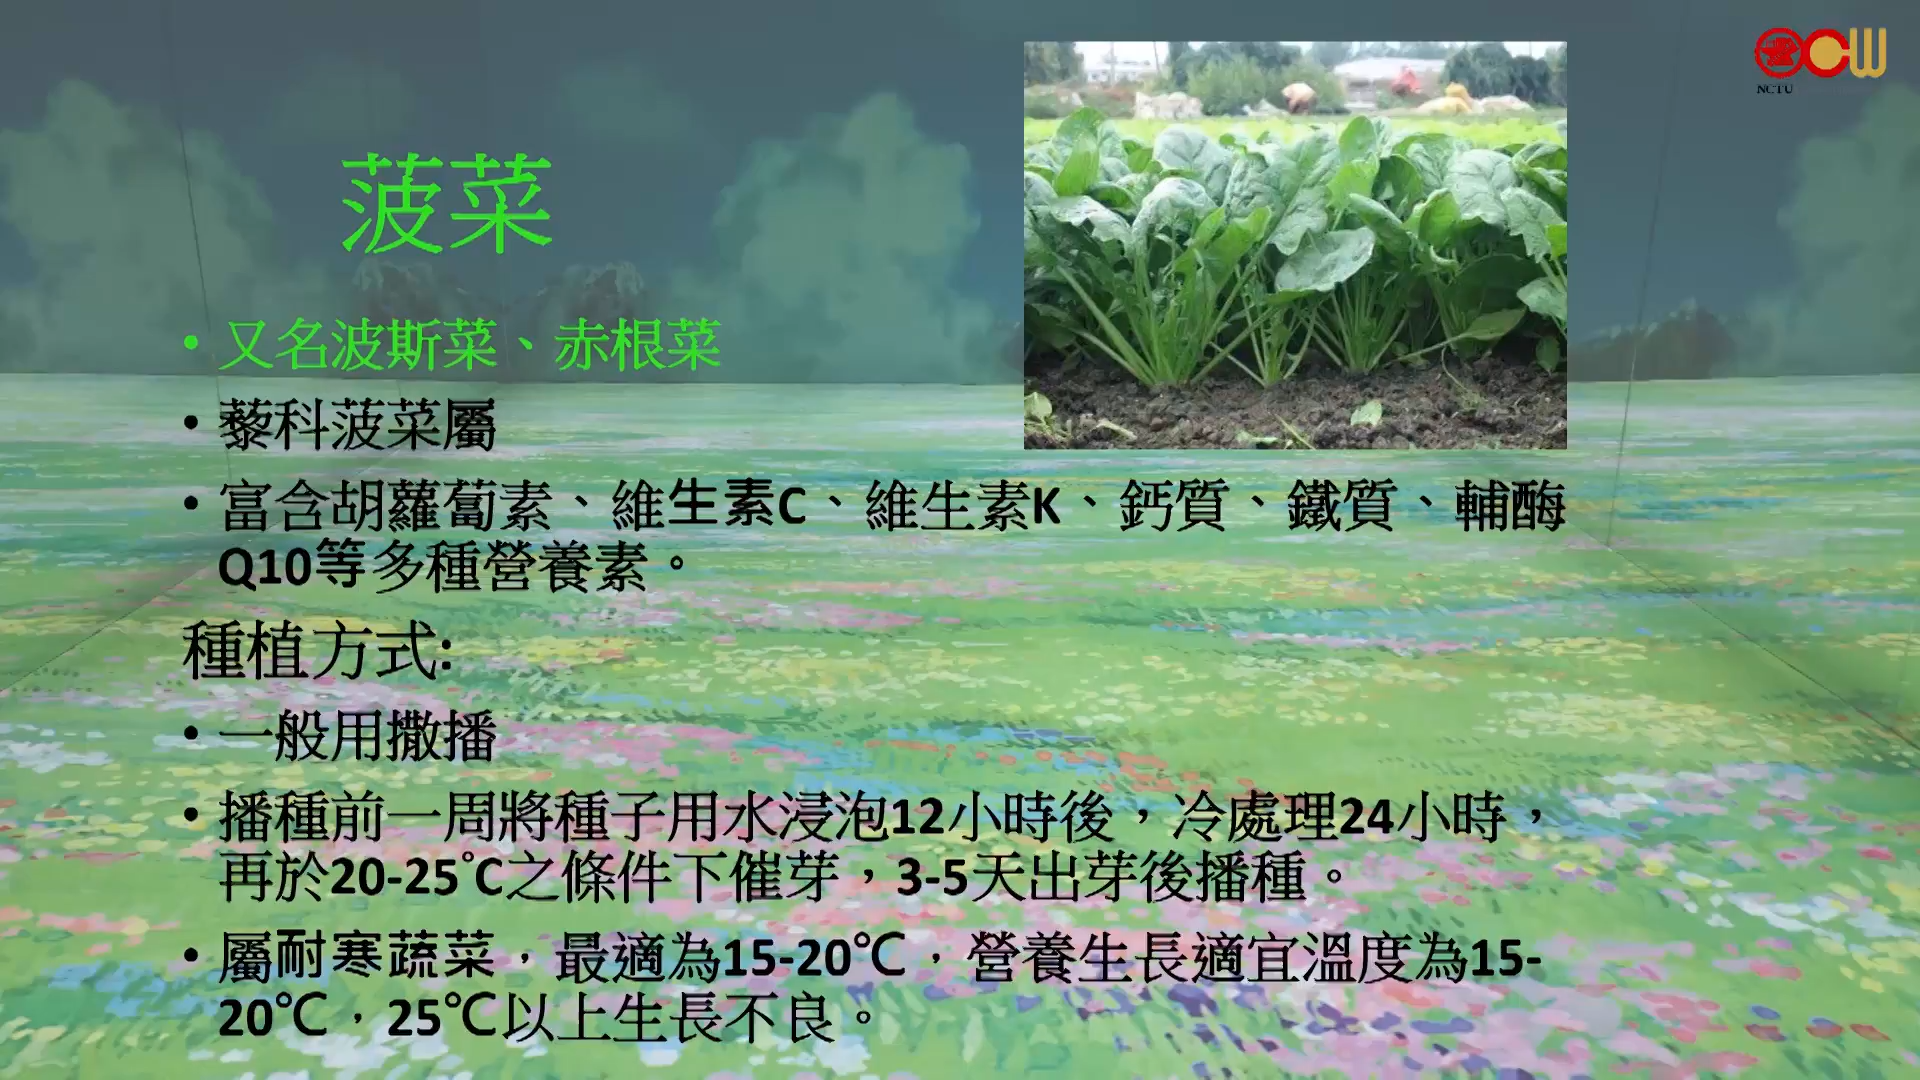 菠菜
• 又名波斯菜、赤根菜
• 藜科菠菜屬
• 富含胡蘿蔔素、維生素C、維生素K、鈣質、鐵質、輔酶
Q10等多種營養素。
種植方式:
• 一般用撒播
• 播種前一周將種子用水浸泡12小時後，冷處理24小時，
再於20-25°C之條件下催芽，3-5天出芽後播種。
• 屬耐寒蔬菜，最適為15-20℃，營養生長適宜溫度為15-
20℃，25℃以上生長不良。
OCW
NCTU